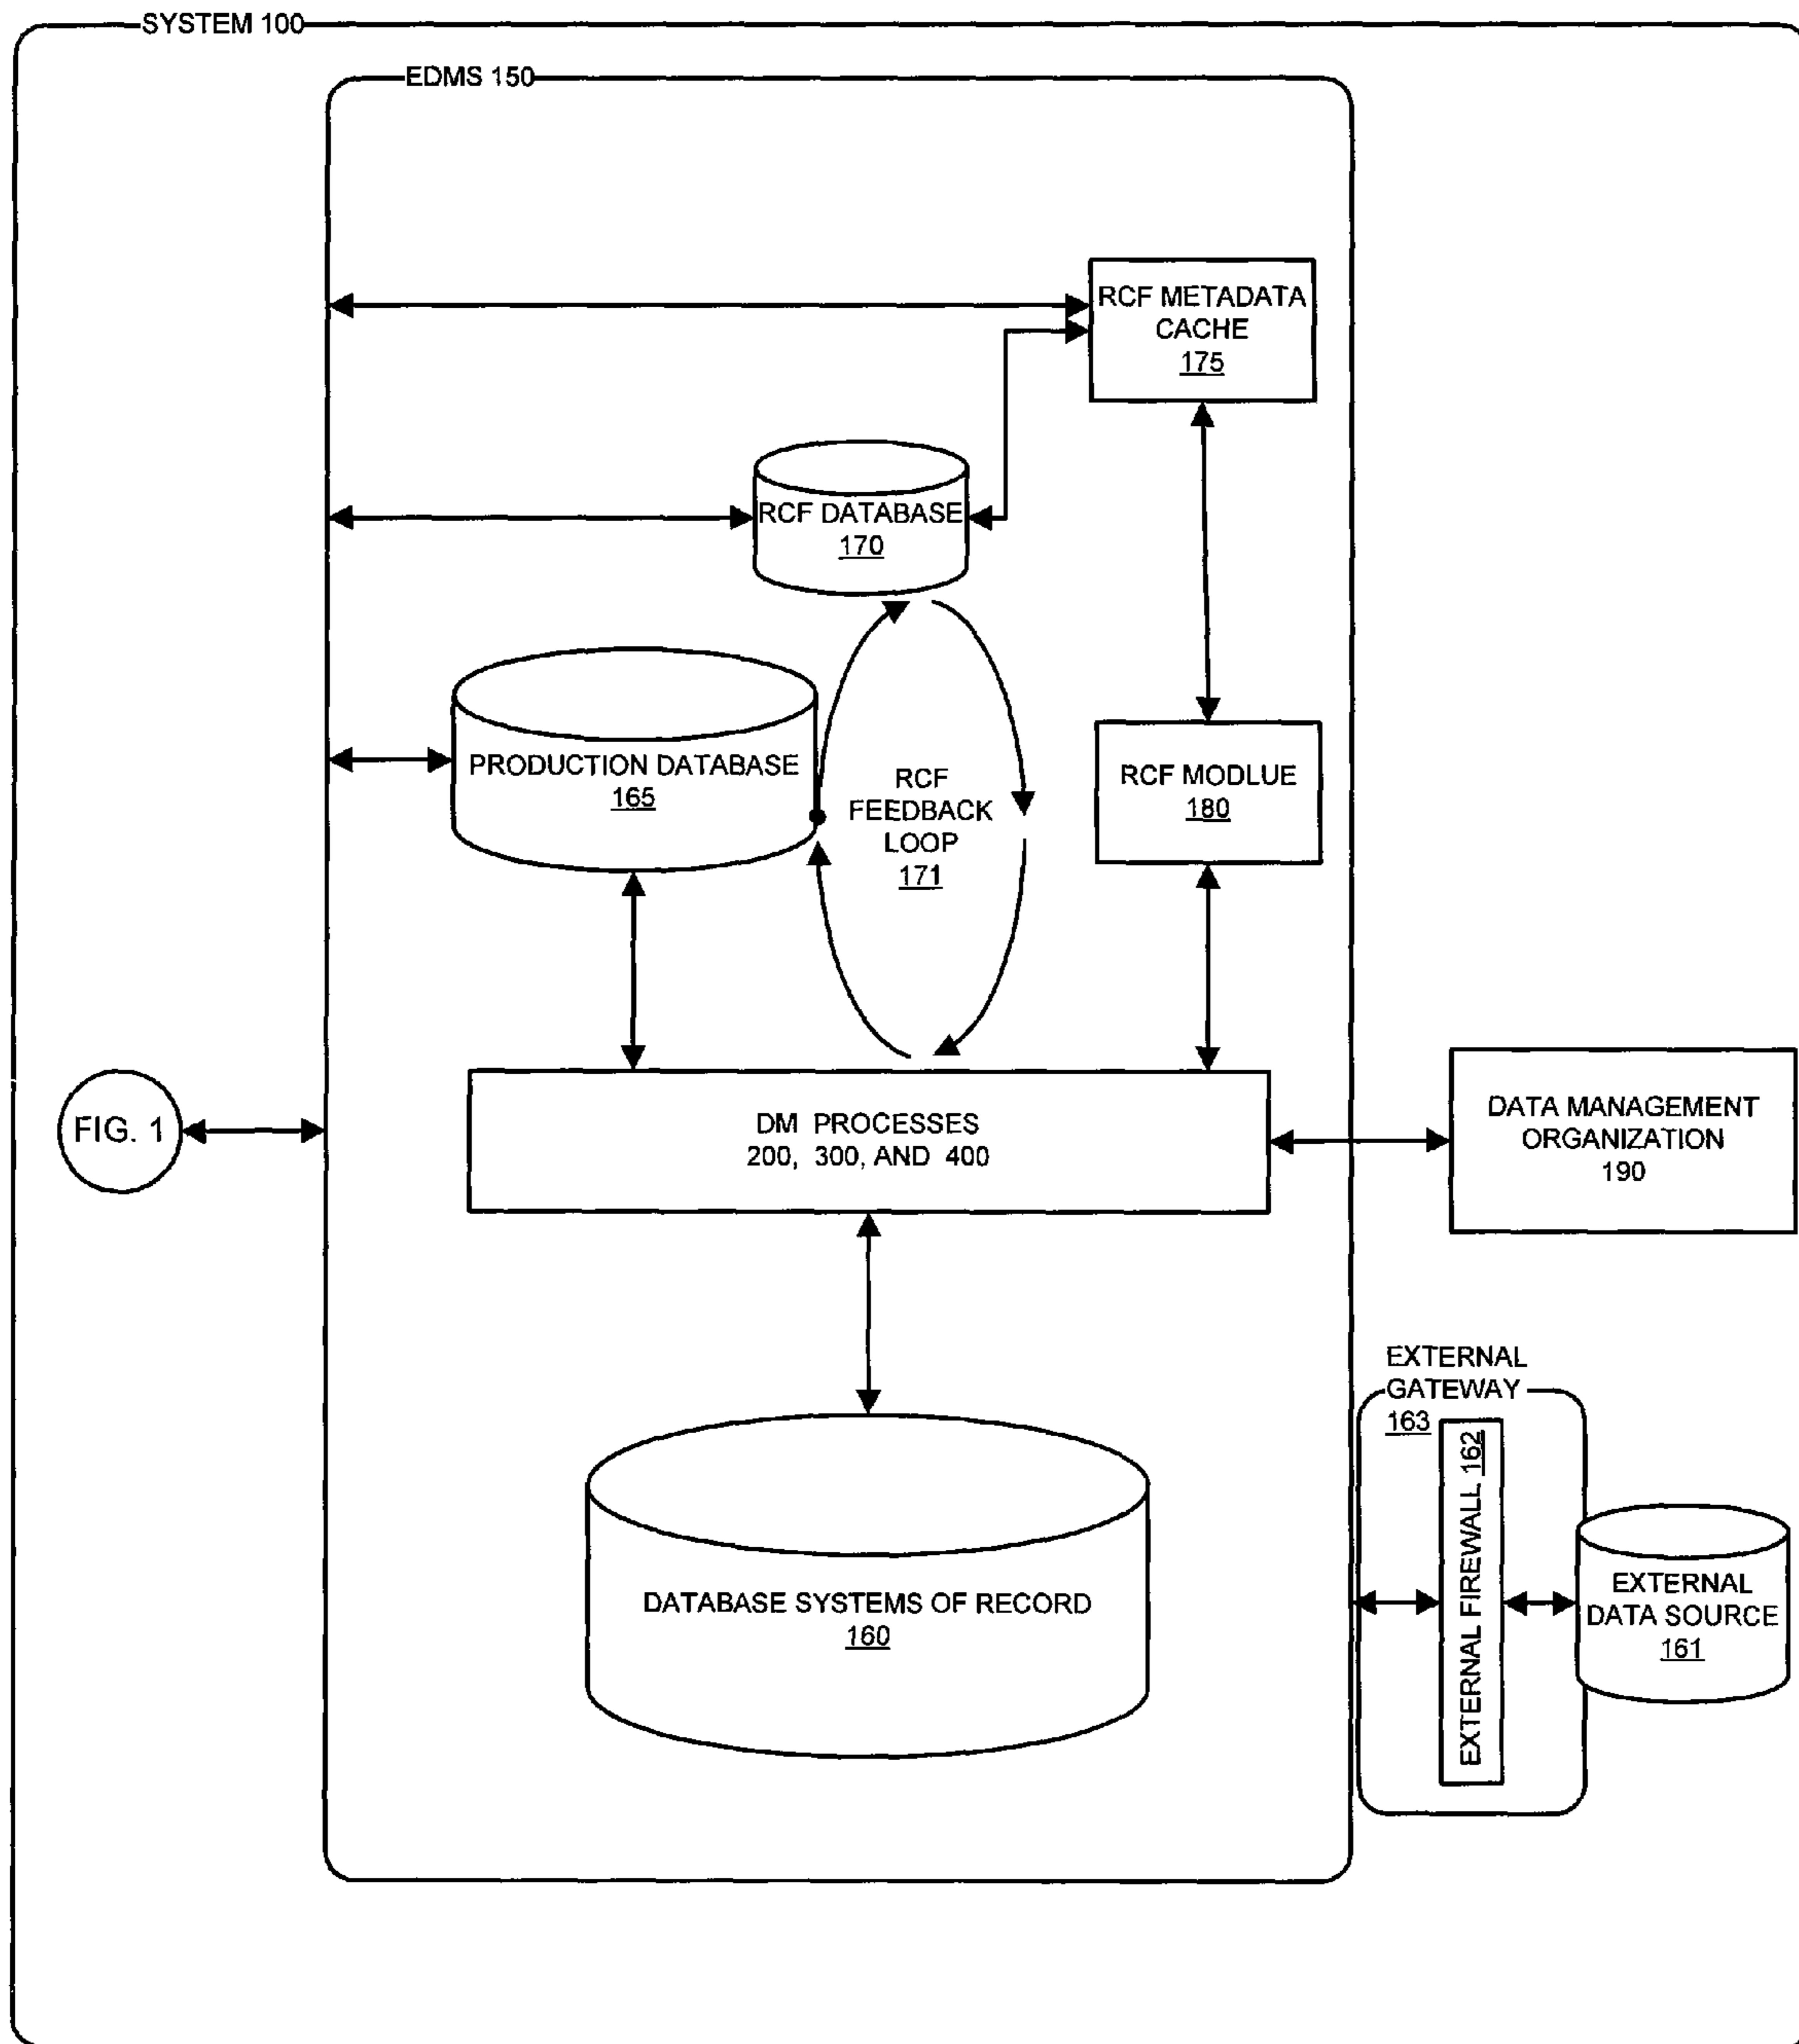 SYSTEM 100
EDMS 150
RCF METADATA
CACHE
175
RCF DATABASE
170
PRODUCTION DATABASE
165
RCF
FEEDBACK
LOOP
171
RCF MODLUE
180
FIG. 1
DM PROCESSES
200, 300, AND 400
DATA MANAGEMENT
ORGANIZATION
190
EXTERNAL
GATEWAY
163
EXTERNAL FIREWALL 162
EXTERNAL
DATA SOURCE
161
DATABASE SYSTEMS OF RECORD
160